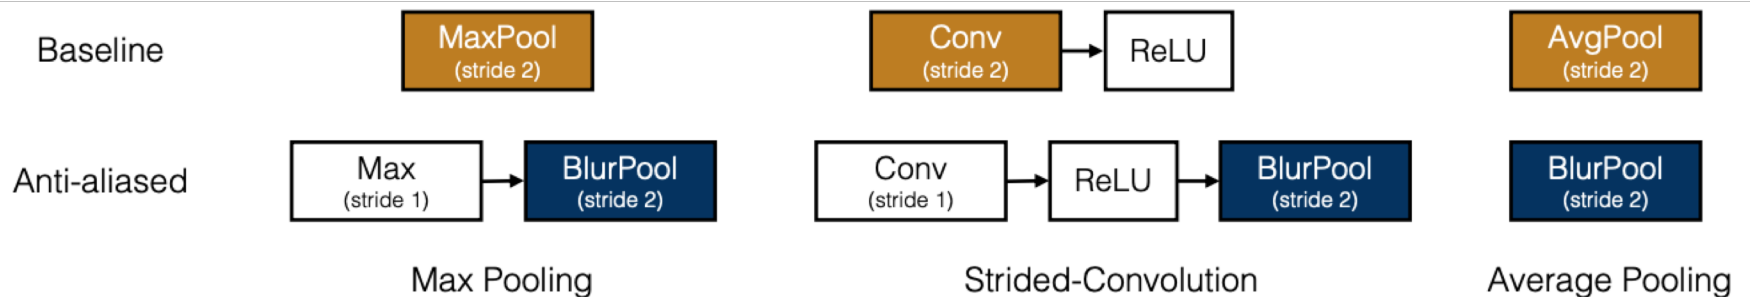 Baseline
MaxPool
(stride 2)
Conv
(stride 2)
ReLU
AvgPool
(stride 2)
Anti-aliased
Max
(stride 1)
BlurPool
(stride 2)
Conv
(stride 1)
ReLU
BlurPool
(stride 2)
BlurPool
(stride 2)
Max Pooling
Strided-Convolution
Average Pooling